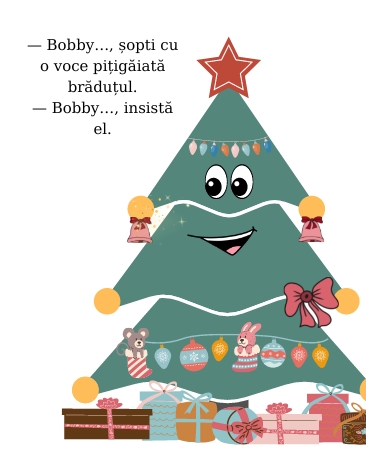 — Bobby…, șopti cu
o voce pițigăiată
brăduțul.
— Bobby…, insistă
el.